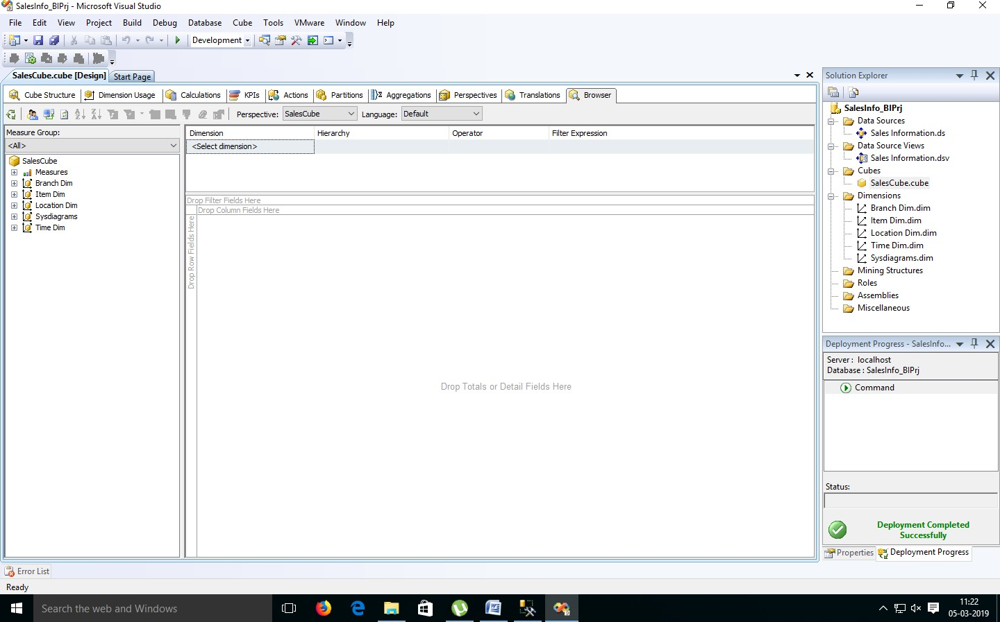 SalesInfo_BIPrj - Microsoft Visual Studio
File Edit View Project Build Debug Database Cube Tools VMware Window Help
Development
SalesCube.cube [Design] Start Page
Cube Structure Dimension Usage Calculations KPIs Actions Partitions Aggregations Perspectives Translations Browser
Perspective: SalesCube Language: Default
Measure Group:
<All>
SalesCube
Measures
Branch Dim
Item Dim
Location Dim
Sysdiagrams
Time Dim
Dimension Hierarchy Operator Filter Expression
<Select dimension>
Drop Filter Fields Here
Drop Column Fields Here
Drop Row Fields Here
Drop Totals or Detail Fields Here
Solution Explorer
SalesInfo_BIPrj
Data Sources
Sales Information.ds
Data Source Views
Sales Information.dsv
Cubes
SalesCube.cube
Dimensions
Branch Dim.dim
Item Dim.dim
Location Dim.dim
Time Dim.dim
Sysdiagrams.dim
Mining Structures
Roles
Assemblies
Miscellaneous
Deployment Progress - SalesInfo...
Server : localhost
Database : SalesInfo_BIPrj
Command
Status:
Deployment Completed
Successfully
Properties Deployment Progress
Error List
Ready
Search the web and Windows
11:22
05-03-2019